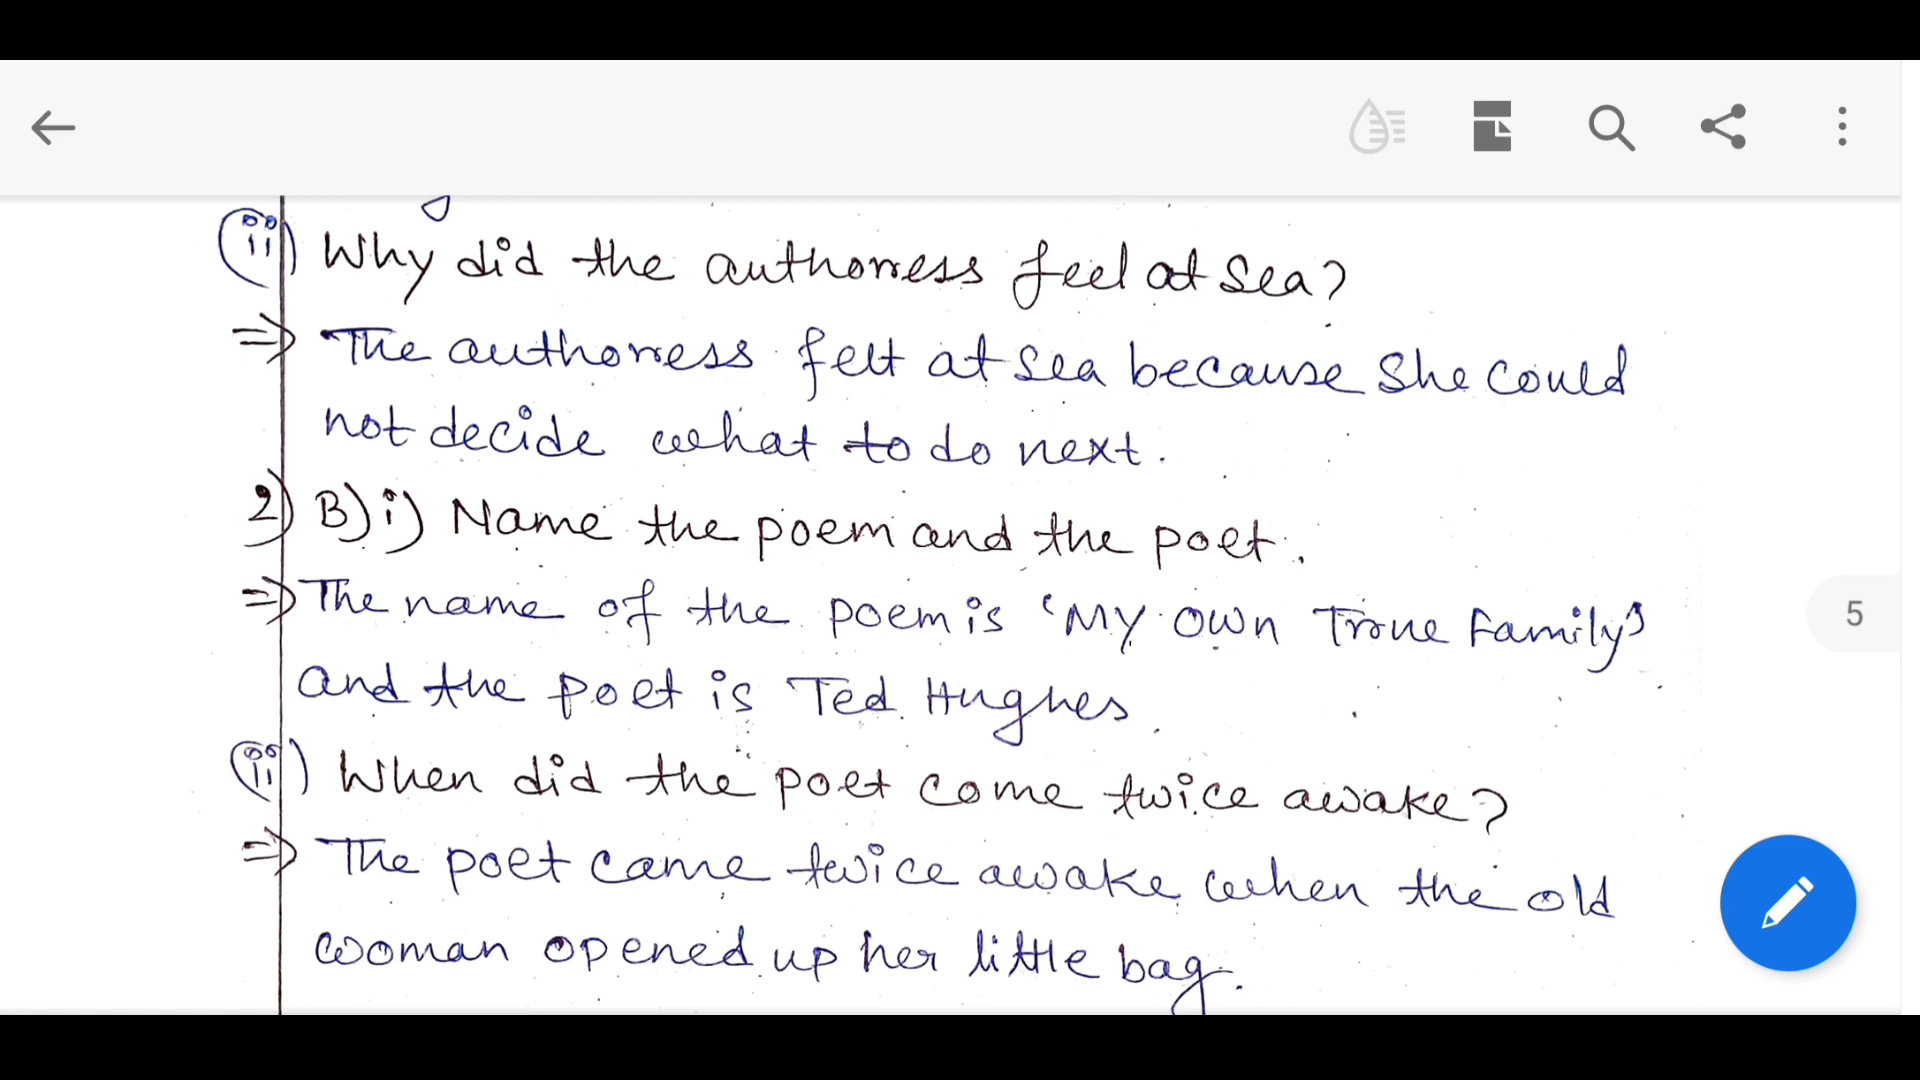 ii) Why did the authoress feel at sea?
⇒ The authoress felt at sea because she could
not decide what to do next.
2) B) i) Name the poem and the poet.
⇒ The name of the poem is 'My Own True Family'
and the poet is Ted Hughes.
ii) When did the poet come twice awake?
⇒ The poet came twice awake when the old
woman opened up her little bag.
5